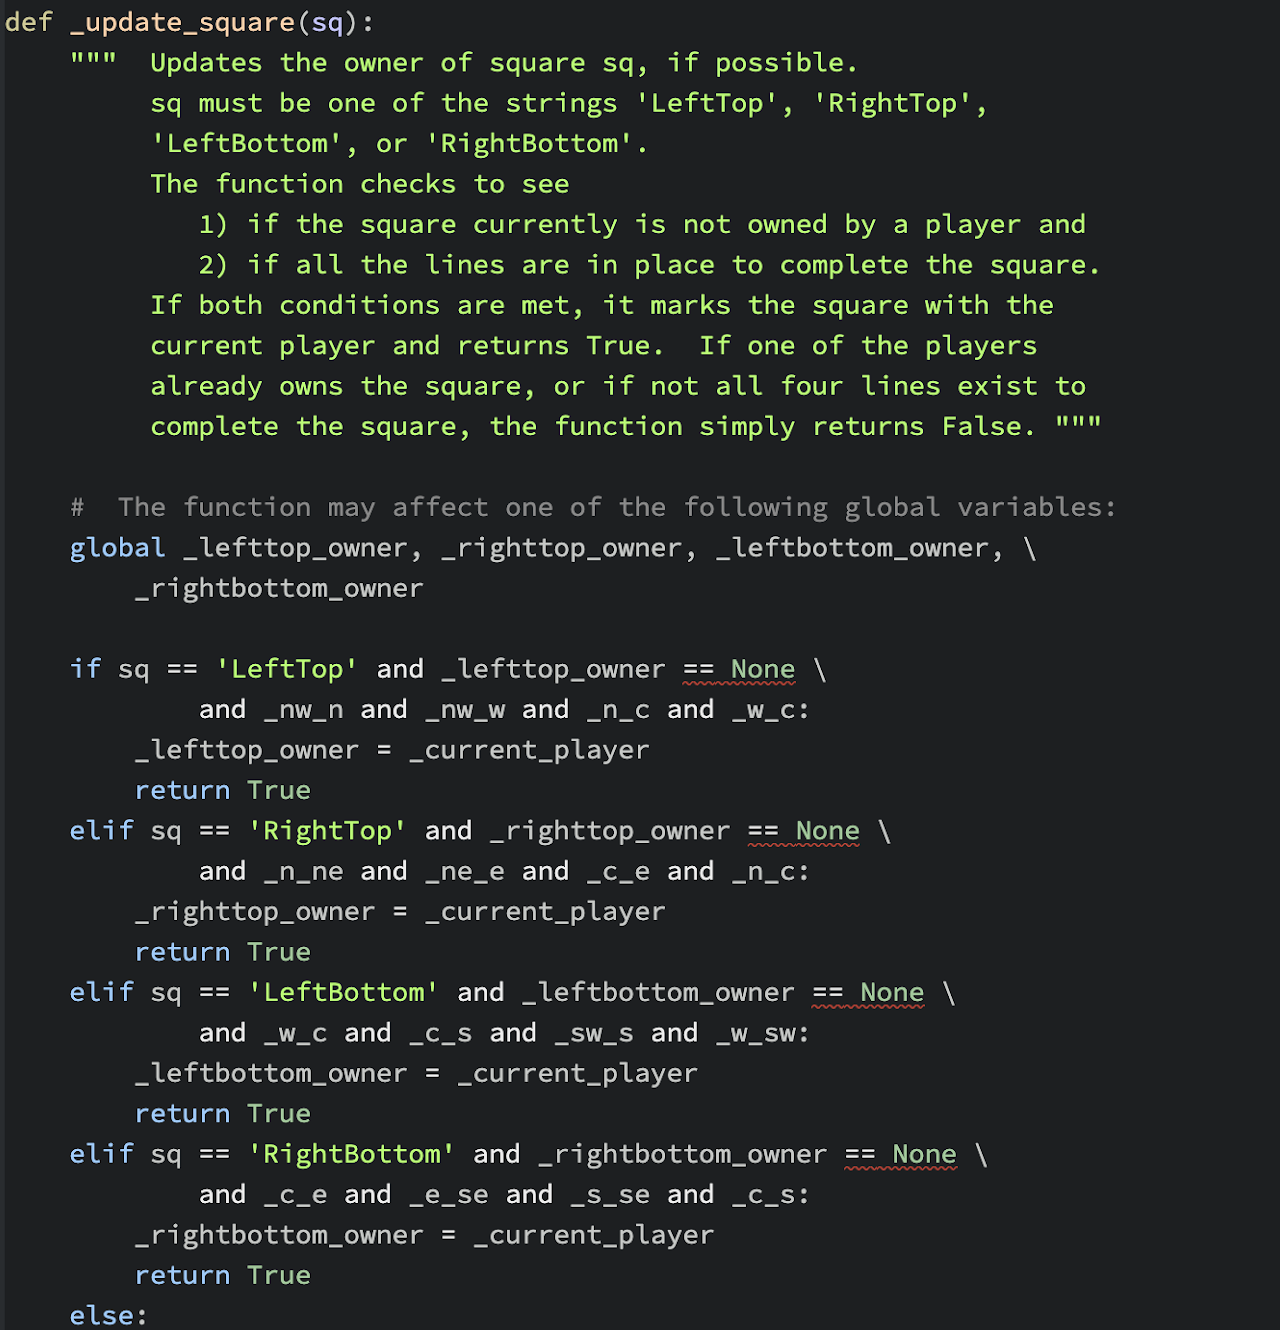 def _update_square(sq):
    """  Updates the owner of square sq, if possible.
         sq must be one of the strings 'LeftTop', 'RightTop',
         'LeftBottom', or 'RightBottom'.
         The function checks to see
            1) if the square currently is not owned by a player and
            2) if all the lines are in place to complete the square.
         If both conditions are met, it marks the square with the
         current player and returns True.  If one of the players
         already owns the square, or if not all four lines exist to
         complete the square, the function simply returns False. """

    #  The function may affect one of the following global variables:
    global _lefttop_owner, _righttop_owner, _leftbottom_owner, \
        _rightbottom_owner

    if sq == 'LeftTop' and _lefttop_owner == None \
            and _nw_n and _nw_w and _n_c and _w_c:
        _lefttop_owner = _current_player
        return True
    elif sq == 'RightTop' and _righttop_owner == None \
            and _n_ne and _ne_e and _c_e and _n_c:
        _righttop_owner = _current_player
        return True
    elif sq == 'LeftBottom' and _leftbottom_owner == None \
            and _w_c and _c_s and _sw_s and _w_sw:
        _leftbottom_owner = _current_player
        return True
    elif sq == 'RightBottom' and _rightbottom_owner == None \
            and _c_e and _e_se and _s_se and _c_s:
        _rightbottom_owner = _current_player
        return True
    else: